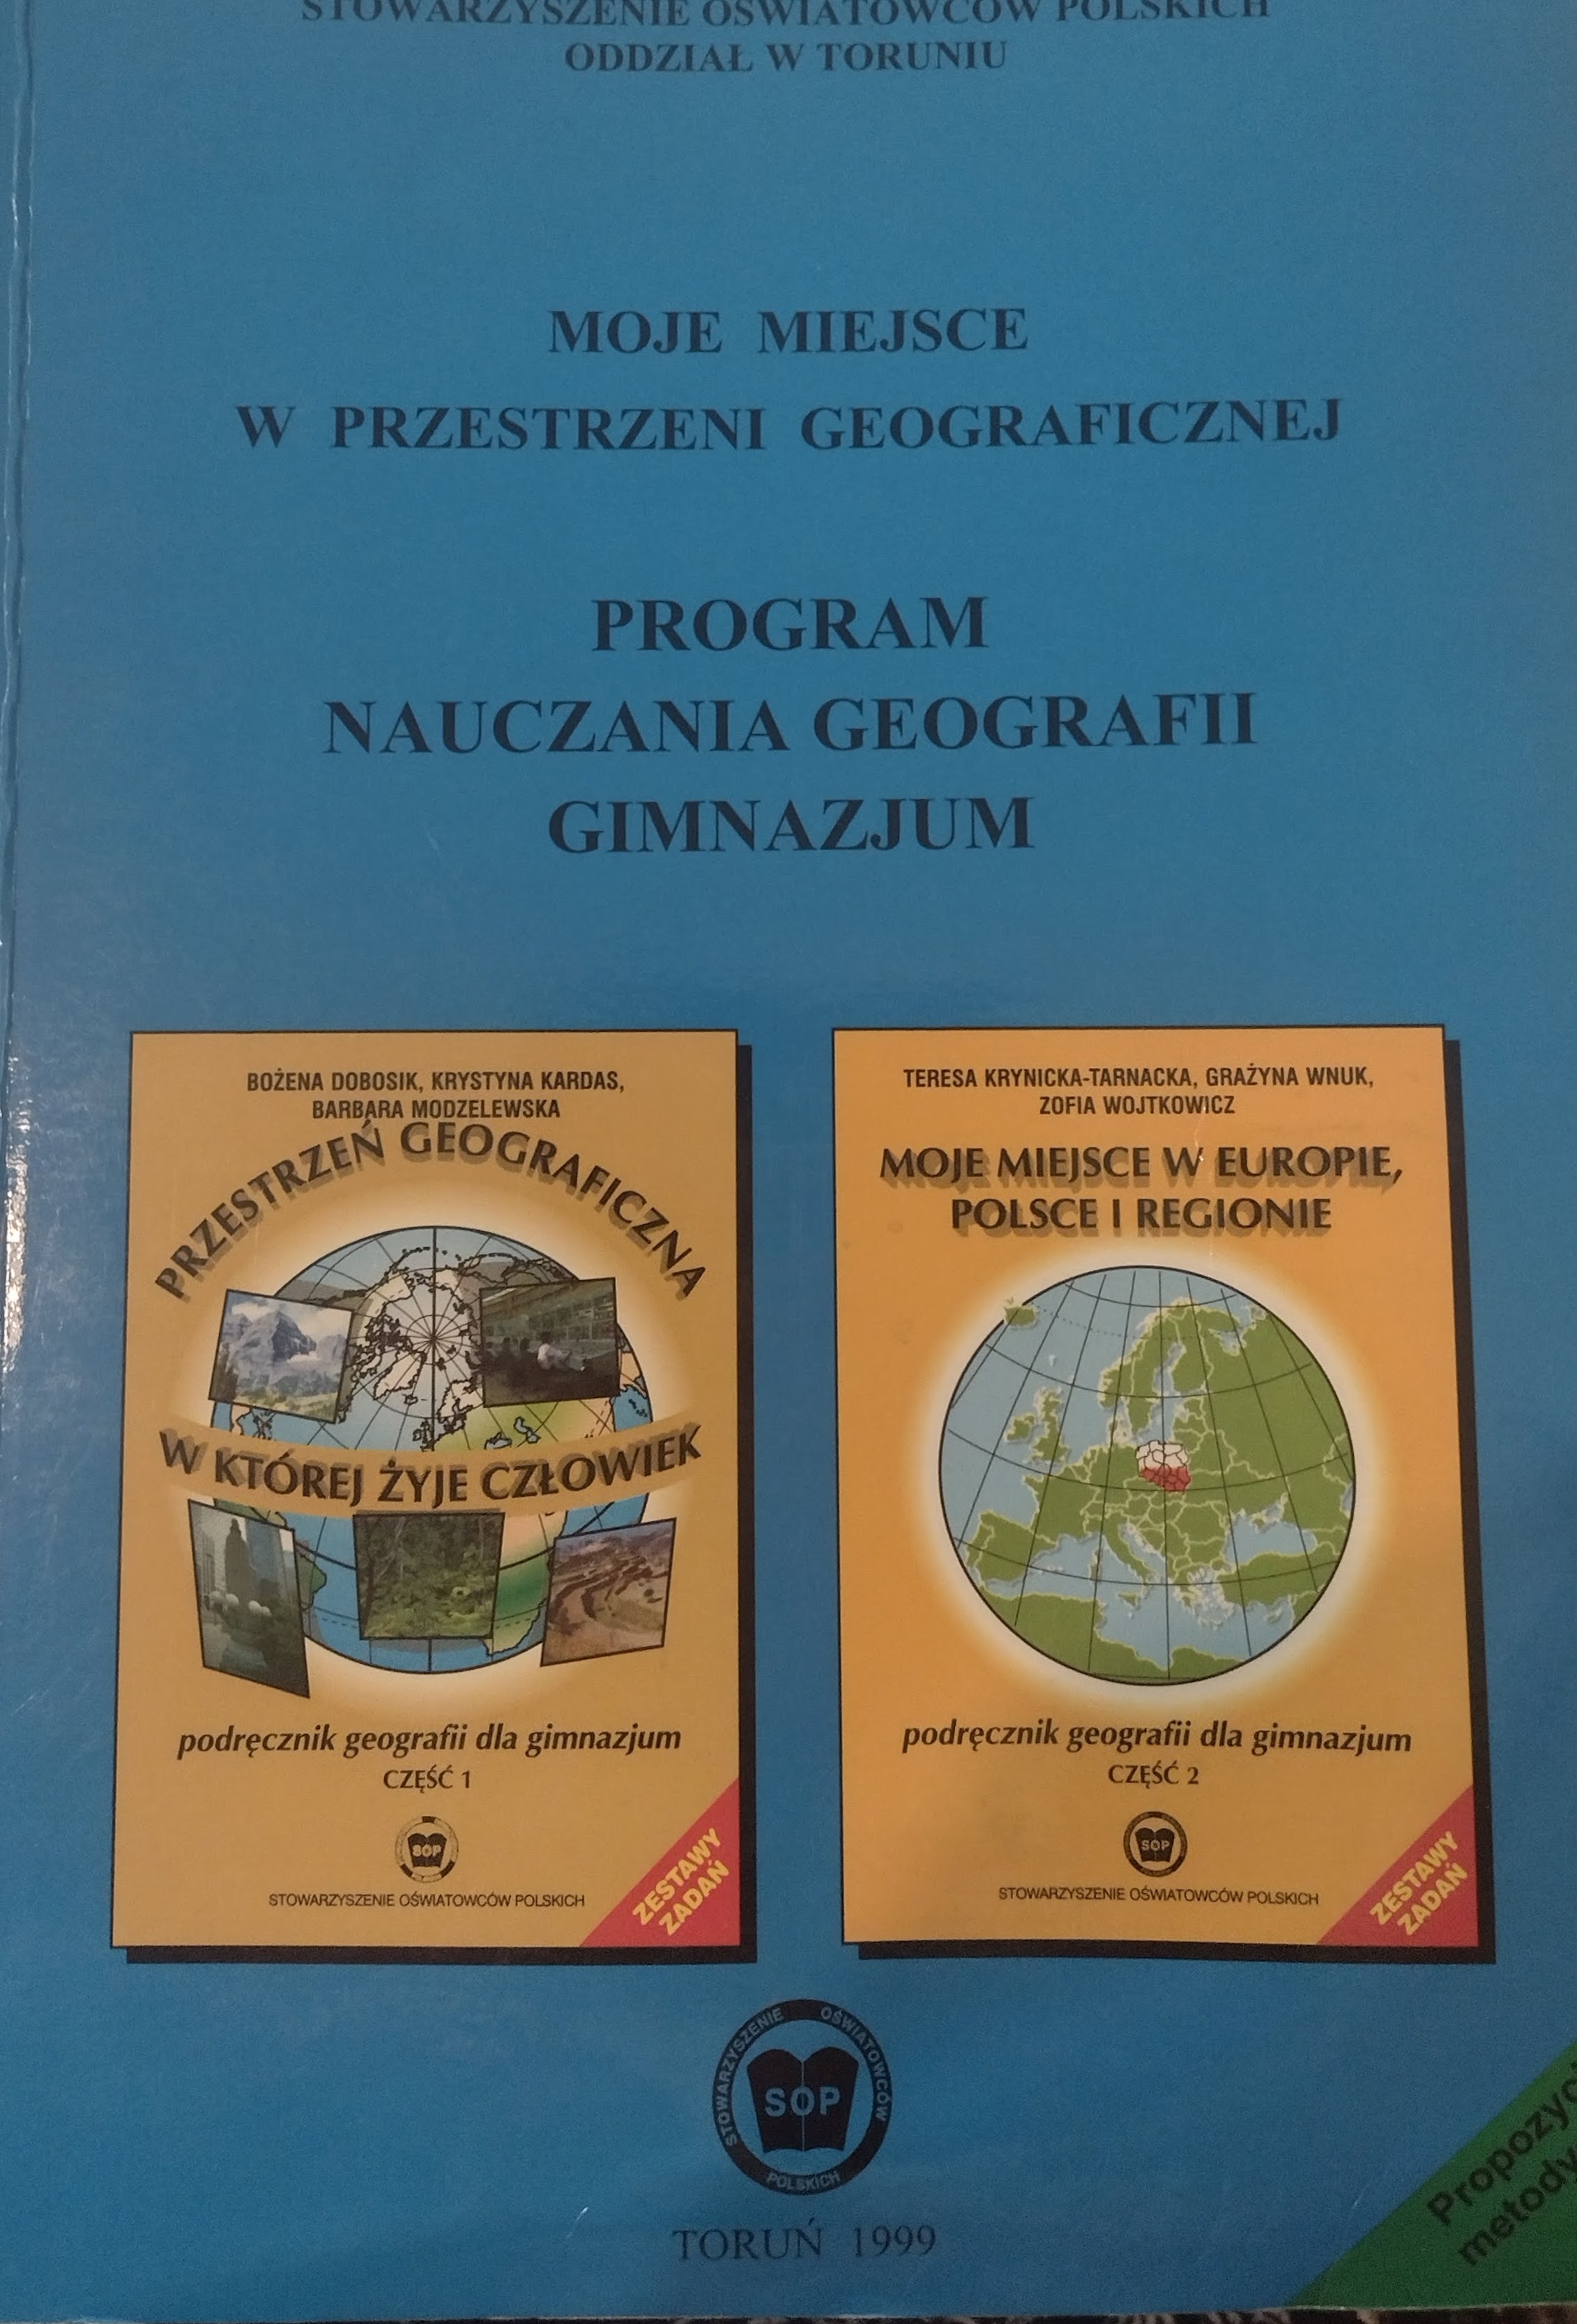 STOWARZYSZENIE OŚWIATOWCÓW POLSKICH
ODDZIAŁ W TORUNIU
MOJE MIEJSCE
W PRZESTRZENI GEOGRAFICZNEJ
PROGRAM
NAUCZANIA GEOGRAFII
GIMNAZJUM
BOŻENA DOBOSIK, KRYSTYNA KARDAS,
BARBARA MODZELEWSKA
PRZESTRZEŃ GEOGRAFICZNA
W KTÓREJ ŻYJE CZŁOWIEK
podręcznik geografii dla gimnazjum
CZĘŚĆ 1
SOP
STOWARZYSZENIE OŚWIATOWCÓW POLSKICH
ZESTAWY
ZADAŃ
TERESA KRYNICKA-TARNACKA, GRAŻYNA WNUK,
ZOFIA WOJTKOWICZ
MOJE MIEJSCE W EUROPIE,
POLSCE I REGIONIE
podręcznik geografii dla gimnazjum
CZĘŚĆ 2
SOP
STOWARZYSZENIE OŚWIATOWCÓW POLSKICH
ZESTAWY
ZADAŃ
STOWARZYSZENIE OŚWIATOWCÓW
SOP
POLSKICH
TORUŃ 1999